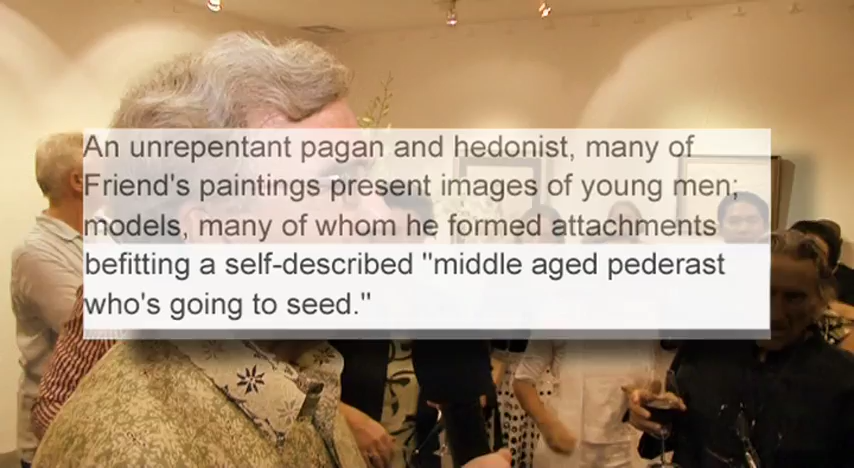 An unrepentant pagan and hedonist, many of
Friend's paintings present images of young men;
models, many of whom he formed attachments
befitting a self-described "middle aged pederast
who's going to seed."